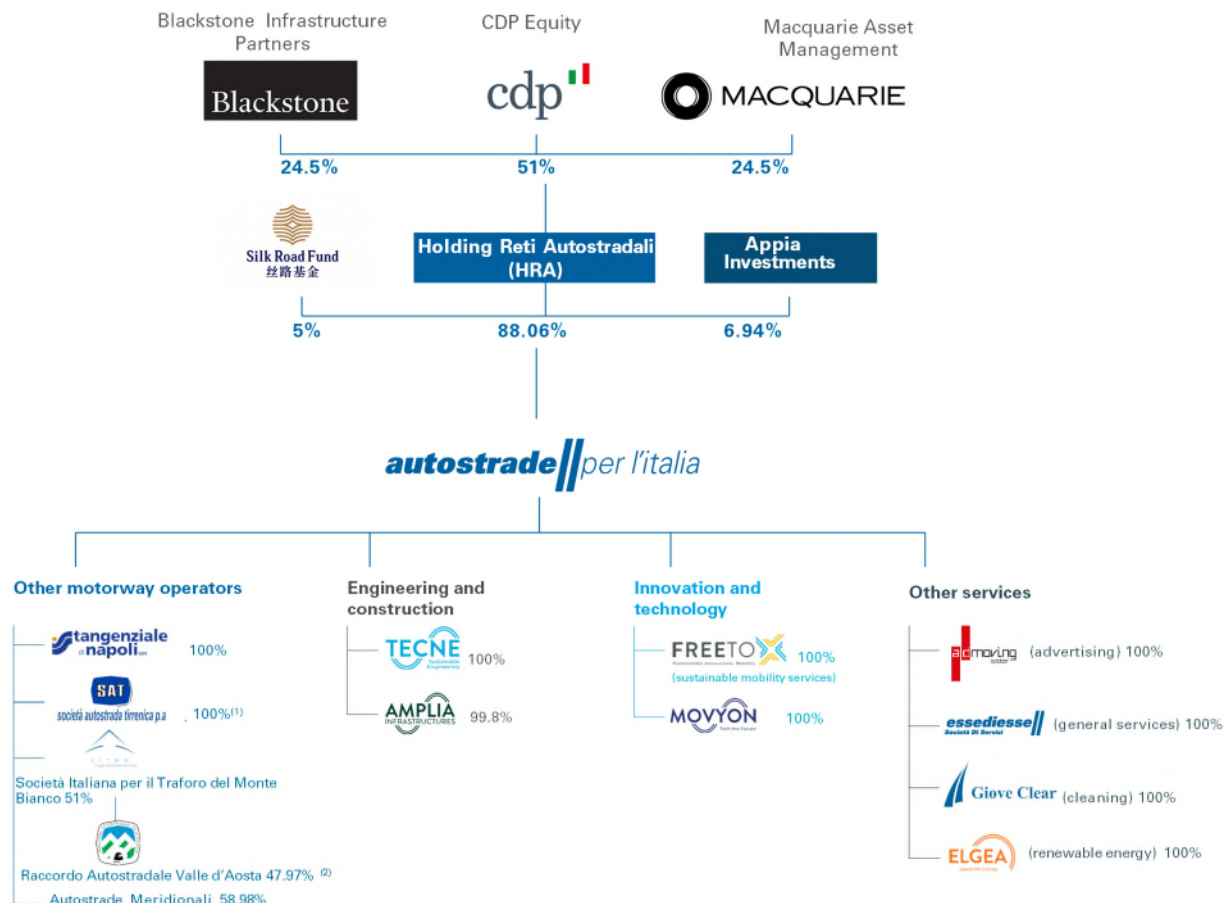 Blackstone Infrastructure
Partners
CDP Equity
Macquarie Asset
Management
Blackstone
cdp
MACQUARIE
24.5%
51%
24.5%
Silk Road Fund
丝路基金
Holding Reti Autostradali
(HRA)
Appia
Investments
5%
88.06%
6.94%
autostrade//per l'italia
Other motorway operators
tangenziale
di napoli
100%
SAT
società autostrada tirrenica p.a
100%(1)
Società Italiana per il Traforo del Monte
Bianco 51%
Raccordo Autostradale Valle d'Aosta 47.97% (2)
Autostrade Meridionali 58.98%
Engineering and
construction
TECNE
Sustainable
Engineering
100%
AMPLIA
INFRASTRUCTURES
99.8%
Innovation and
technology
FREETO X
100%
(sustainable mobility services)
MOVYON
100%
Other services
ad moving
(advertising) 100%
essediesse
Società Di Servizi
(general services) 100%
Giove Clear
(cleaning) 100%
ELGEA
(renewable energy) 100%